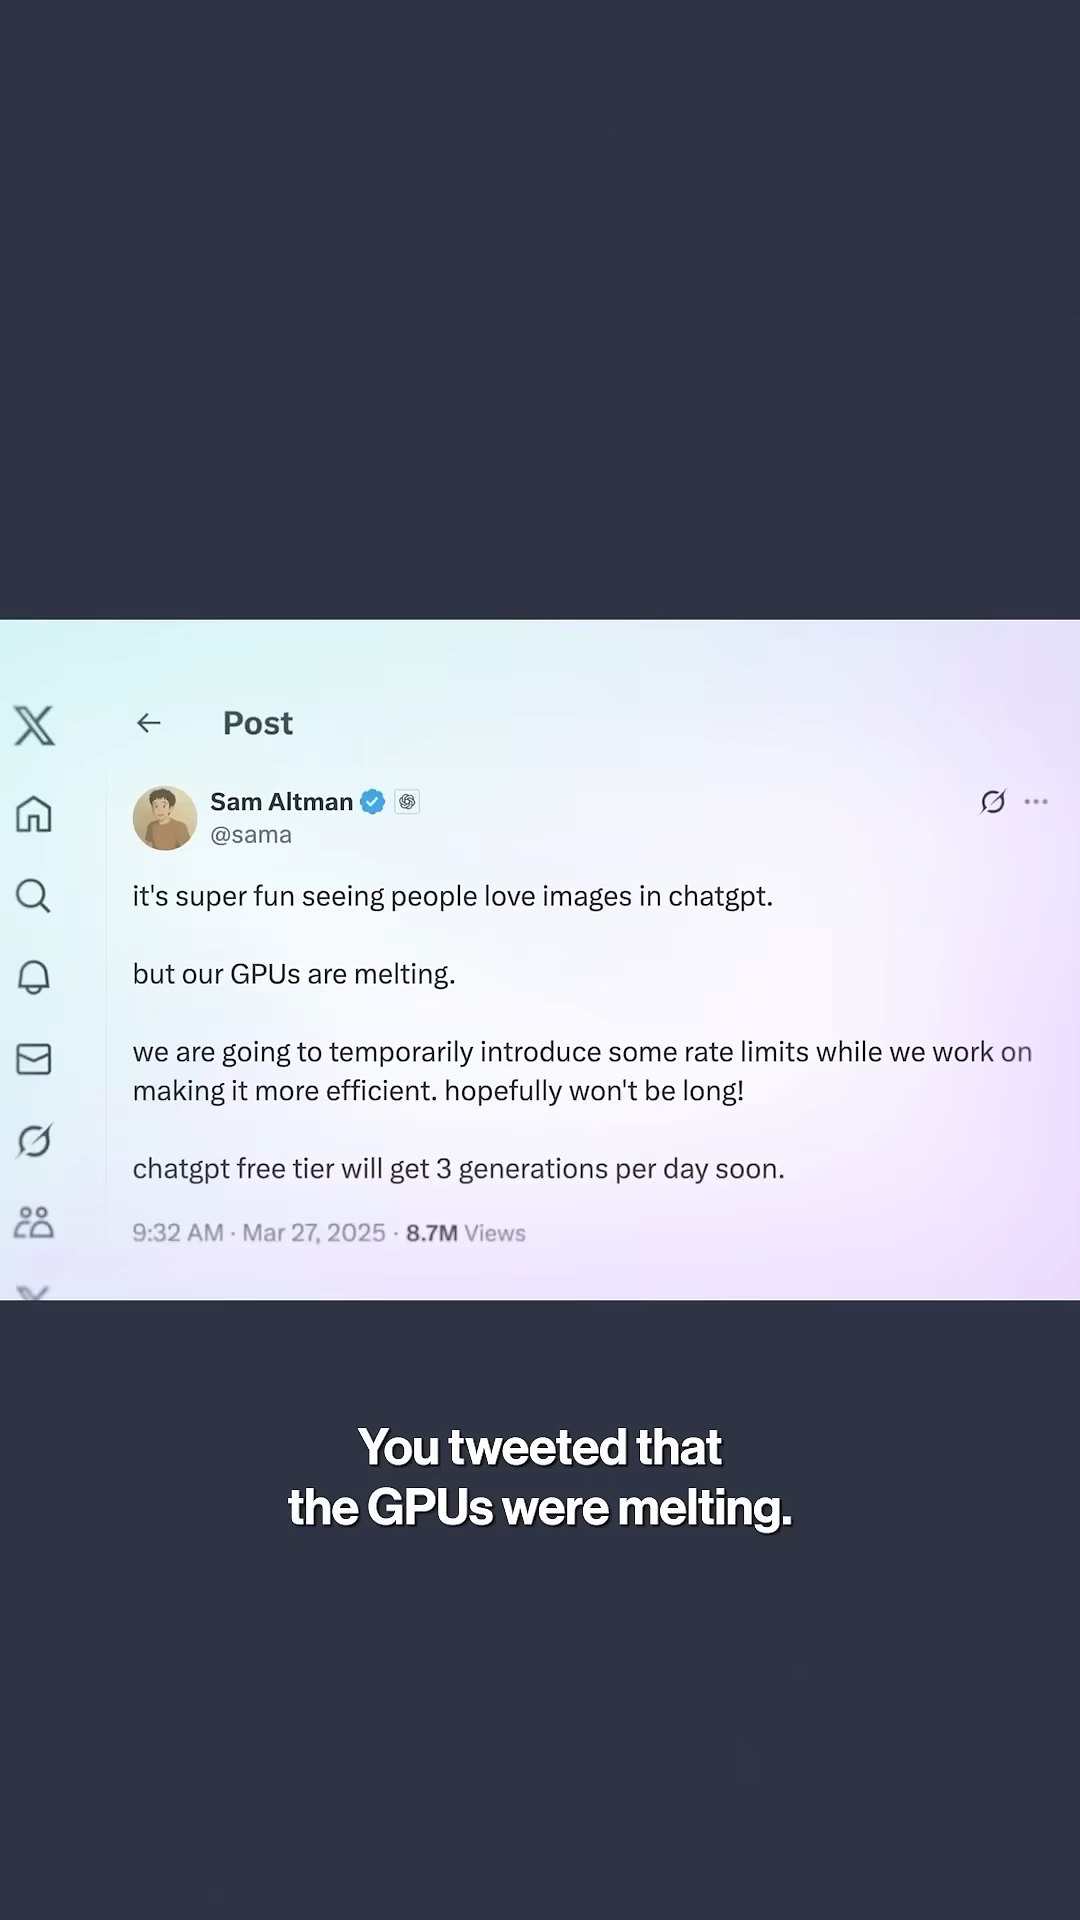 Post
Sam Altman
@sama
it's super fun seeing people love images in chatgpt.
but our GPUs are melting.
we are going to temporarily introduce some rate limits while we work on
making it more efficient. hopefully won't be long!
chatgpt free tier will get 3 generations per day soon.
9:32 AM · Mar 27, 2025 · 8.7M Views
You tweeted that
the GPUs were melting.